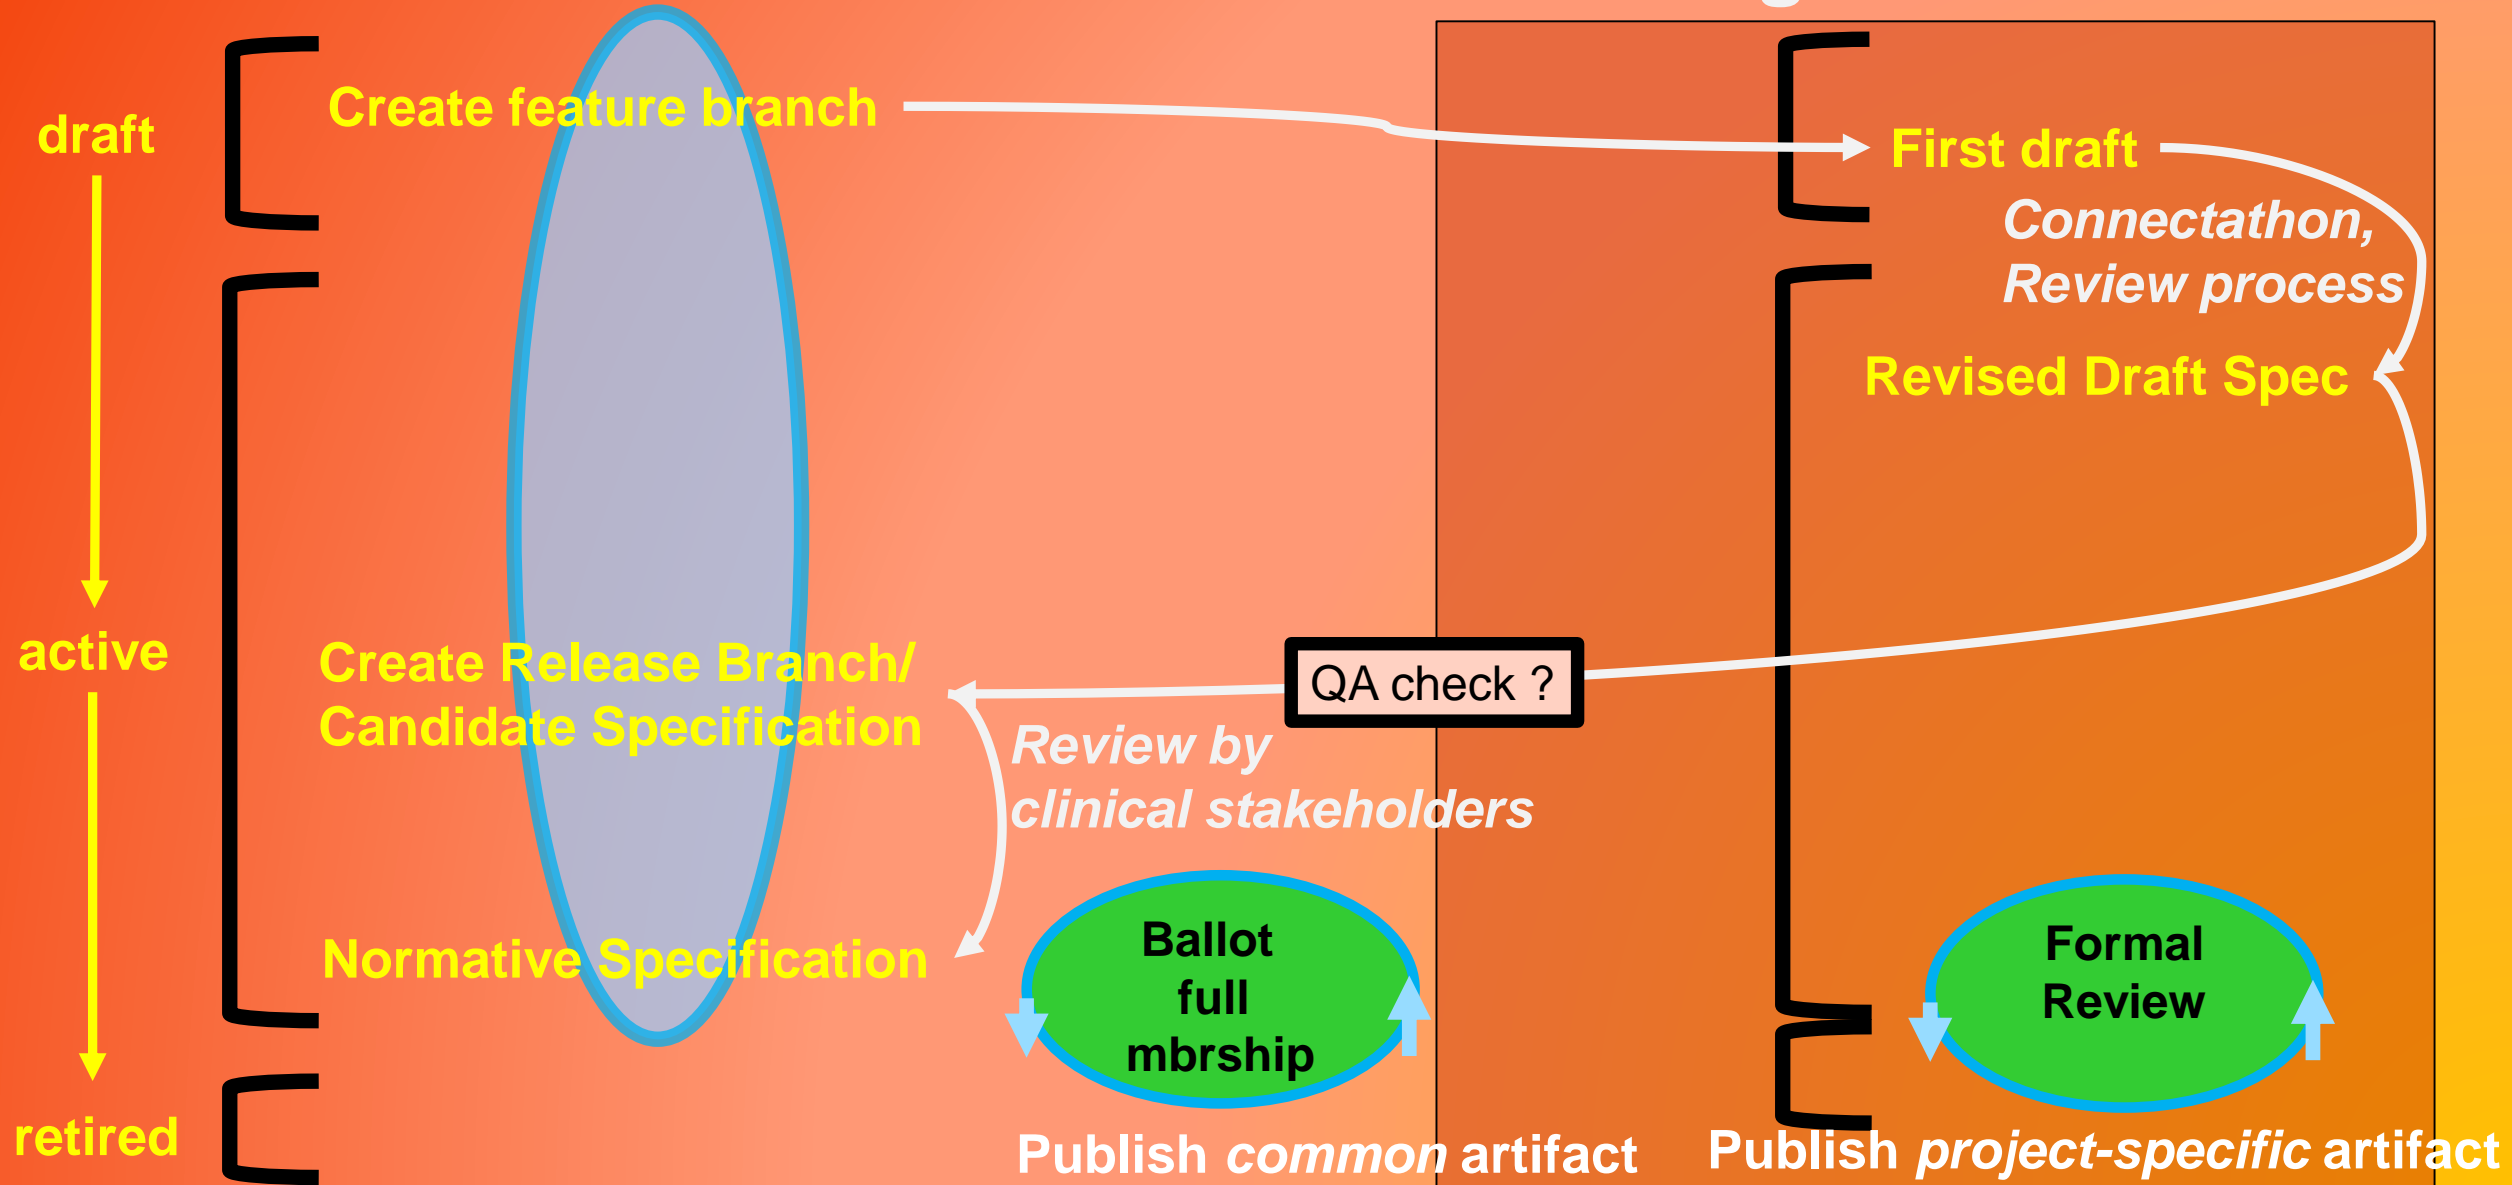 draft
Create feature branch
First draft
Connectathon,
Review process
Revised Draft Spec
active
Create Release Branch/
Candidate Specification
QA check ?
Review by
clinical stakeholders
Normative Specification
Ballot
full
mbrship
Formal
Review
retired
Publish common artifact
Publish project-specific artifact